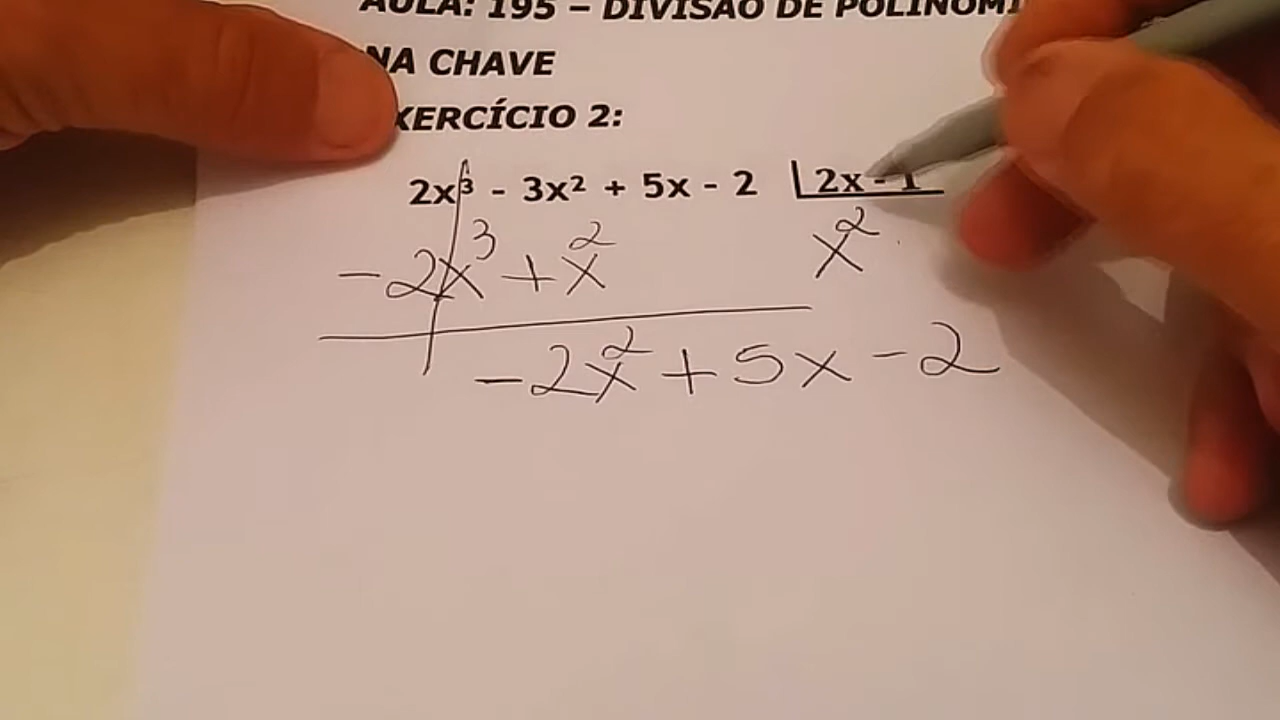 AULA: 195 – DIVISÃO DE POLINÔMI
NA CHAVE
XERCÍCIO 2:
2x³ - 3x² + 5x - 2 |2x - 1
-2x³ + x² x²
-2x² + 5x - 2